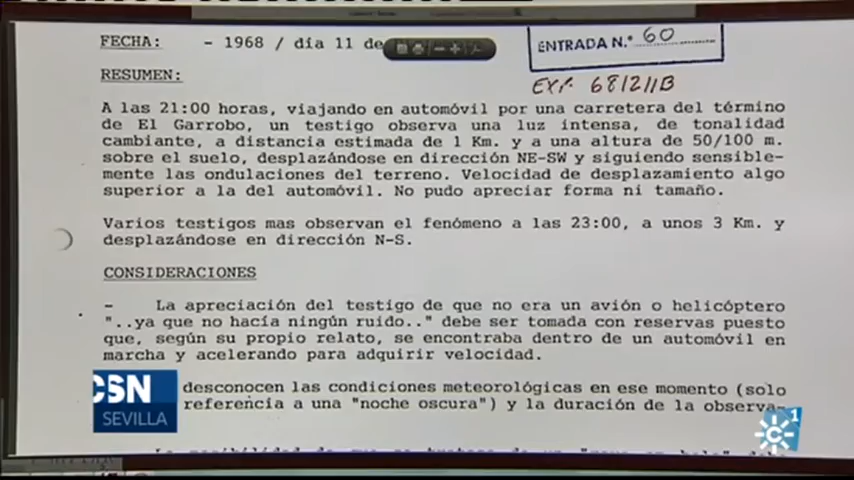 FECHA: - 1968 / dia 11 de
ENTRADA N.º 60
EXP. 681211B
RESUMEN:
A las 21:00 horas, viajando en automóvil por una carretera del término
de El Garrobo, un testigo observa una luz intensa, de tonalidad
cambiante, a distancia estimada de 1 Km. y a una altura de 50/100 m.
sobre el suelo, desplazándose en dirección NE-SW y siguiendo sensible-
mente las ondulaciones del terreno. Velocidad de desplazamiento algo
superior a la del automóvil. No pudo apreciar forma ni tamaño.
Varios testigos mas observan el fenómeno a las 23:00, a unos 3 Km. y
desplazándose en dirección N-S.
CONSIDERACIONES
- La apreciación del testigo de que no era un avión o helicóptero
"..ya que no hacía ningún ruido.." debe ser tomada con reservas puesto
que, según su propio relato, se encontraba dentro de un automóvil en
marcha y acelerando para adquirir velocidad.
desconocen las condiciones meteorológicas en ese momento (solo
referencia a una "noche oscura") y la duración de la observa-
CSN
SEVILLA
1